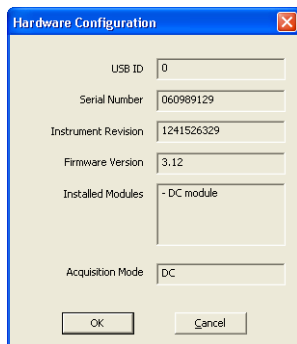 Hardware Configuration
USB ID 0
Serial Number 060989129
Instrument Revision 1241526329
Firmware Version 3.12
Installed Modules - DC module
Acquisition Mode DC
OK Cancel